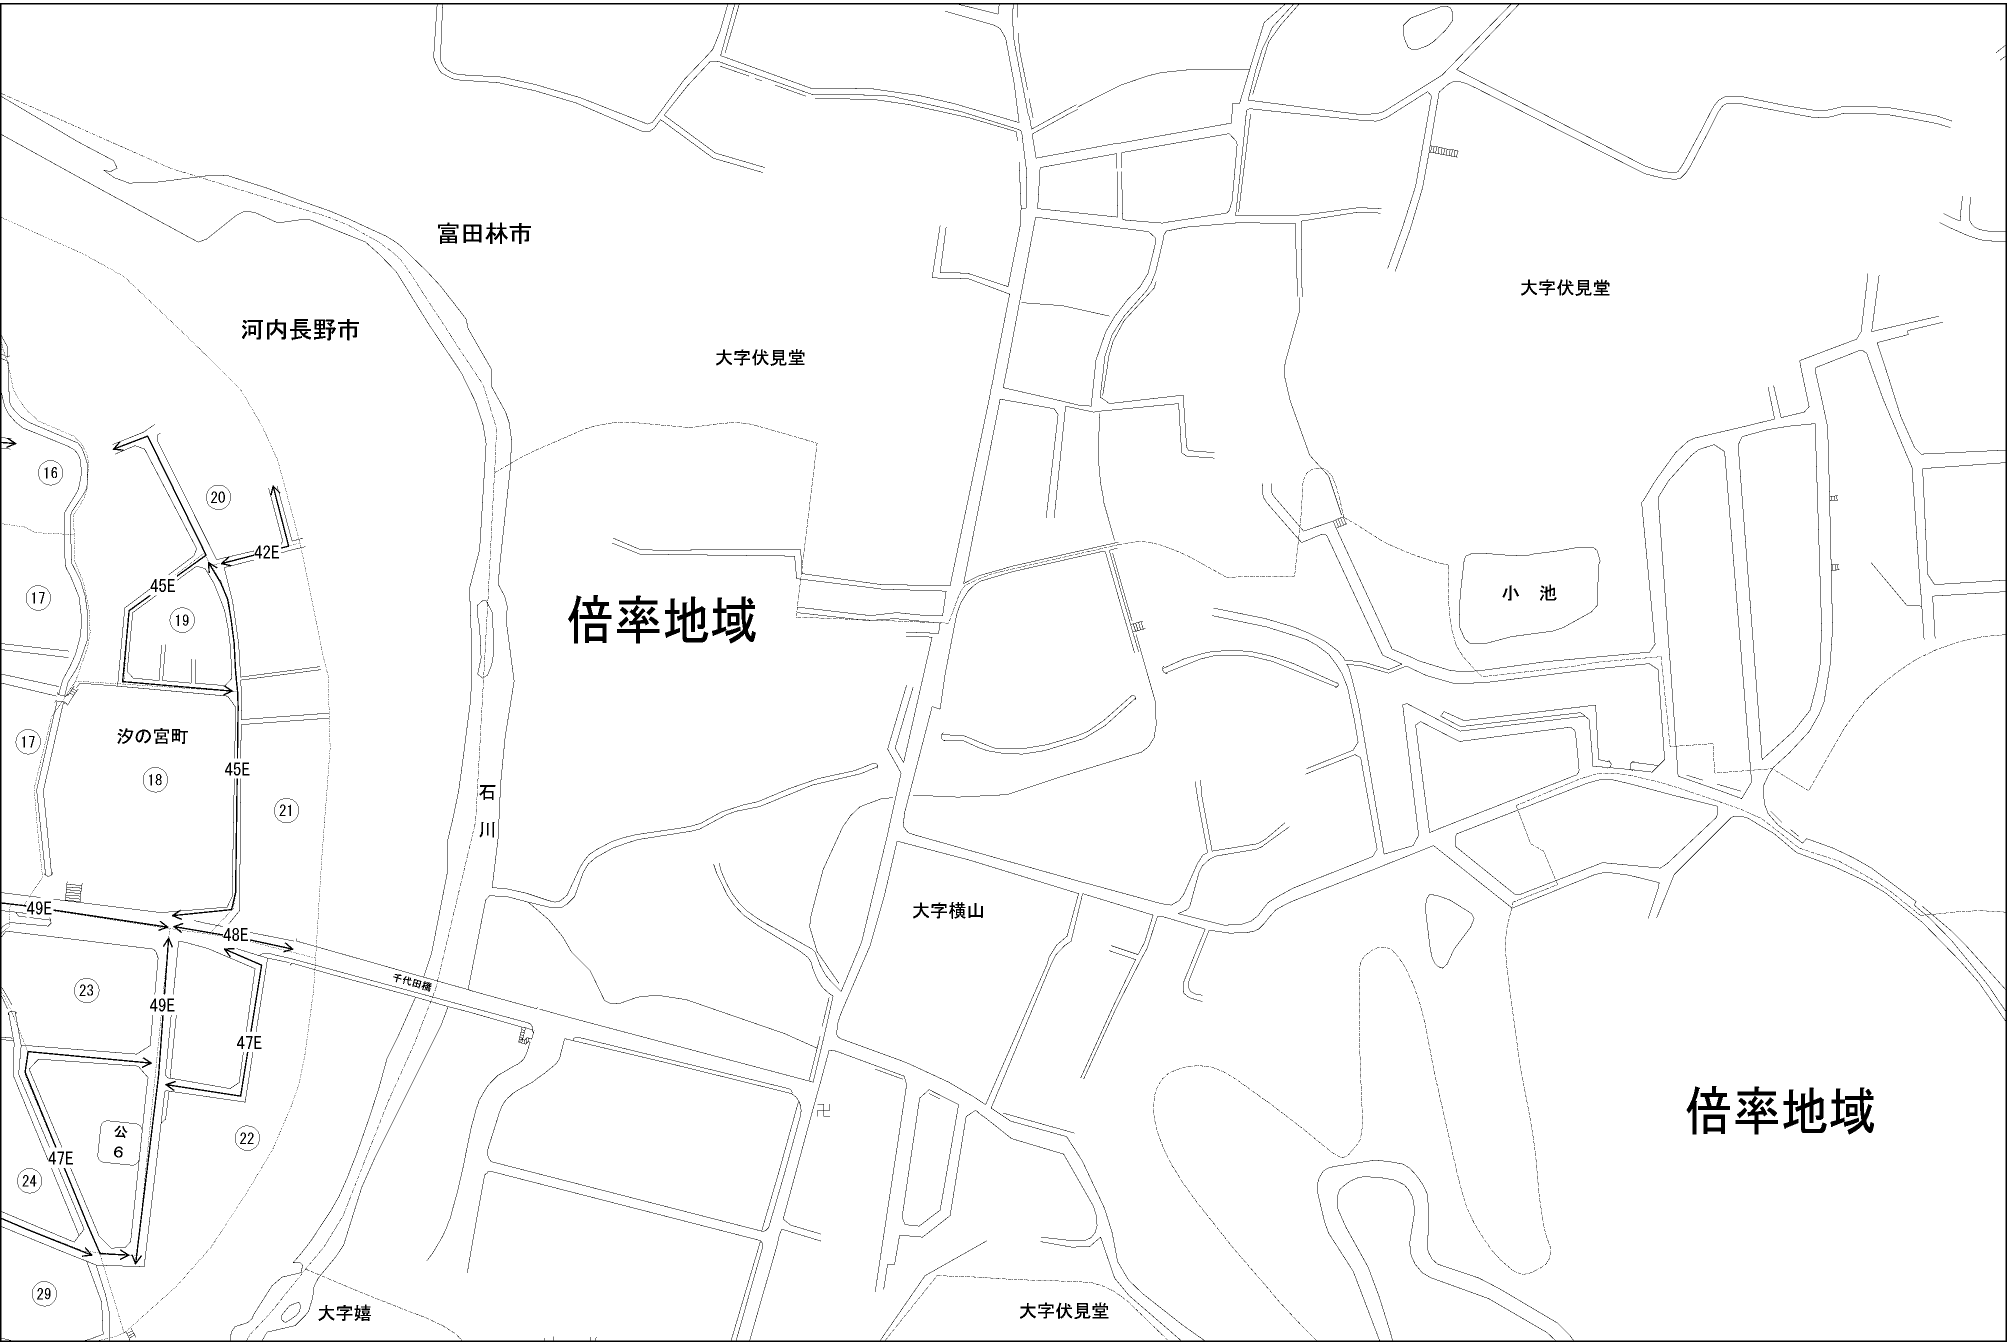 富田林市
大字伏見堂
河内長野市
大字伏見堂
16
20
42E
45E
小 池
17
19
倍率地域
汐の宮町
17
45E
18
石川
21
49E
大字横山
48E
千代田橋
23
49E
47E
倍率地域
卍
公
6
22
47E
24
29
大字嬉
大字伏見堂